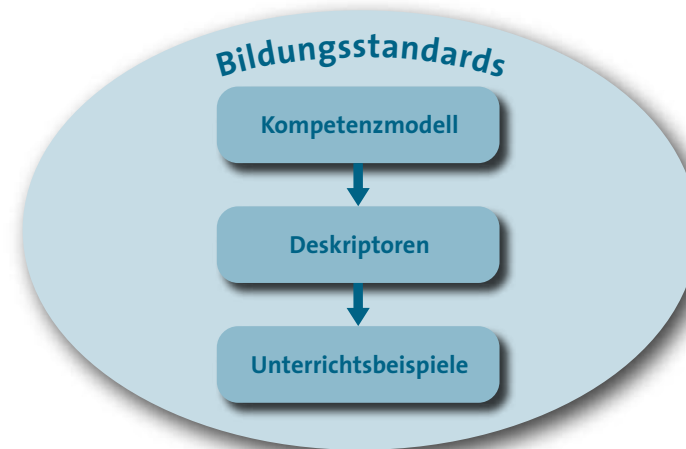 Bildungsstandards
Kompetenzmodell
Deskriptoren
Unterrichtsbeispiele